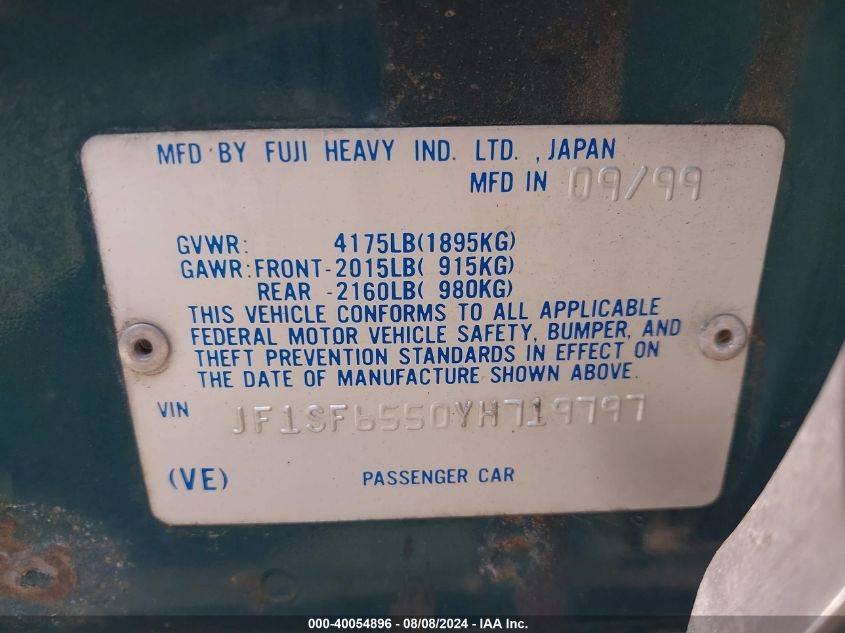 MFD BY FUJI HEAVY IND. LTD. , JAPAN
MFD IN 09/99
GVWR: 4175LB(1895KG)
GAWR:FRONT-2015LB( 915KG)
REAR -2160LB( 980KG)
THIS VEHICLE CONFORMS TO ALL APPLICABLE
FEDERAL MOTOR VEHICLE SAFETY, BUMPER, AND
THEFT PREVENTION STANDARDS IN EFFECT ON
THE DATE OF MANUFACTURE SHOWN ABOVE.
VIN JF1SF6550YH719797
(VE) PASSENGER CAR
000-40054896 - 08/08/2024 - IAA Inc.